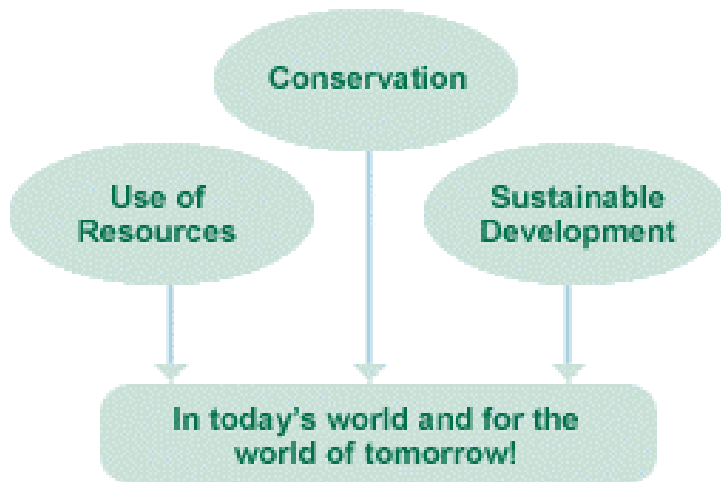 Conservation
Use of
Resources
Sustainable
Development
In today's world and for the
world of tomorrow!